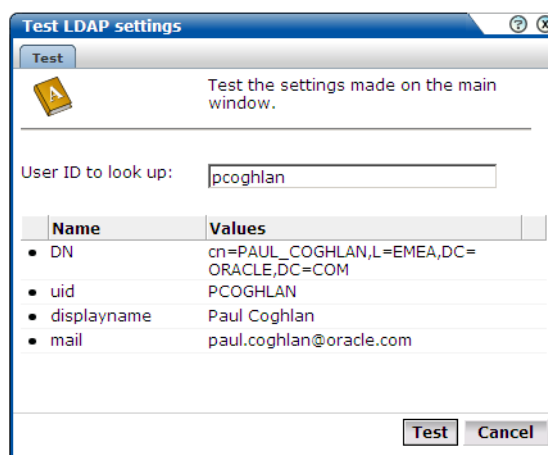 Test LDAP settings
Test
Test the settings made on the main
window.
User ID to look up: pcoghlan
Name Values
DN cn=PAUL_COGHLAN,L=EMEA,DC=
ORACLE,DC=COM
uid PCOGHLAN
displayname Paul Coghlan
mail paul.coghlan@oracle.com
Test Cancel